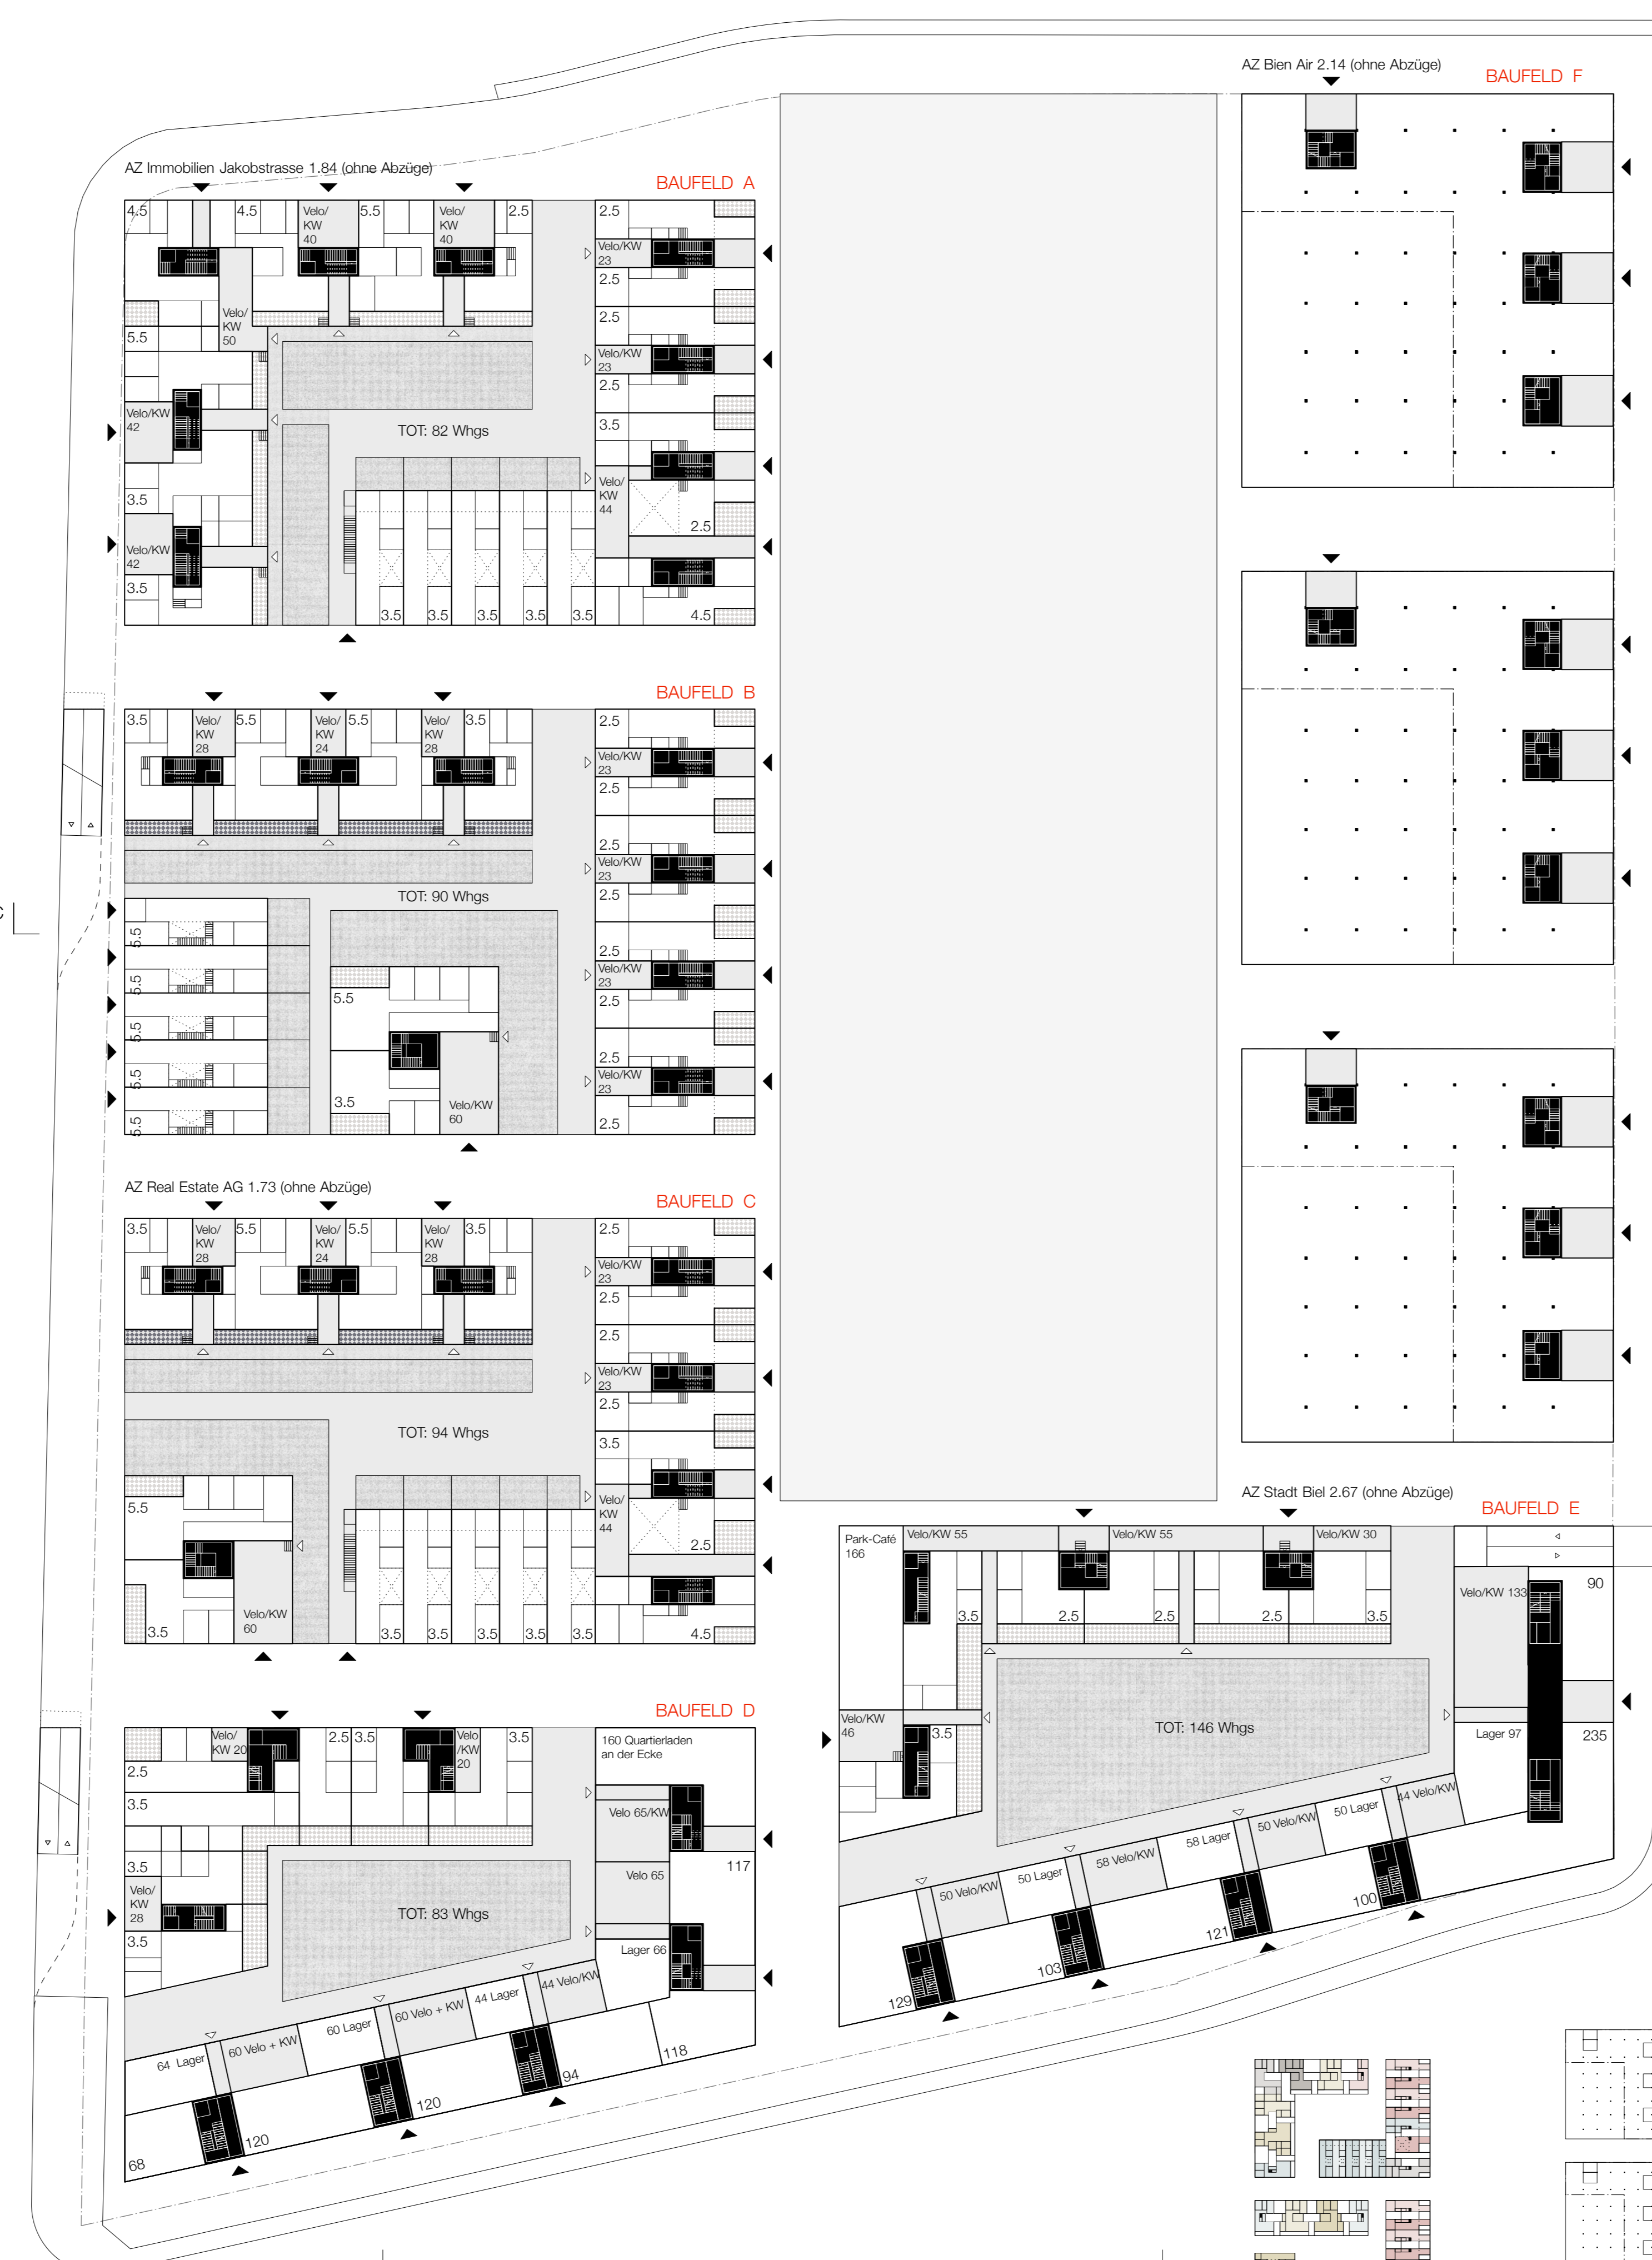 AZ Bien Air 2.14 (ohne Abzüge)
BAUFELD F
AZ Immobilien Jakobstrasse 1.84 (ohne Abzüge)
BAUFELD A
4.5
4.5
Velo/
KW
40
5.5
Velo/
KW
40
2.5
Velo/
KW
50
5.5
Velo/KW
42
3.5
Velo/KW
42
3.5
TOT: 82 Whgs
2.5
Velo/KW
23
2.5
2.5
Velo/KW
23
2.5
3.5
Velo/
KW
44
2.5
3.5
3.5
3.5
3.5
3.5
4.5
BAUFELD B
3.5
Velo/
KW
28
5.5
Velo/
KW
24
5.5
Velo/
KW
28
3.5
TOT: 90 Whgs
5.5
5.5
5.5
5.5
5.5
5.5
3.5
Velo/KW
60
2.5
Velo/KW
23
2.5
2.5
Velo/KW
23
2.5
2.5
Velo/KW
23
2.5
2.5
Velo/KW
23
2.5
AZ Real Estate AG 1.73 (ohne Abzüge)
BAUFELD C
3.5
Velo/
KW
28
5.5
Velo/
KW
24
5.5
Velo/
KW
28
3.5
TOT: 94 Whgs
5.5
3.5
Velo/KW
60
2.5
Velo/KW
23
2.5
2.5
Velo/KW
23
2.5
3.5
Velo/
KW
44
2.5
3.5
3.5
3.5
3.5
3.5
4.5
BAUFELD D
Velo/
KW 20
2.5
3.5
Velo
/KW
20
3.5
2.5
3.5
3.5
Velo/
KW
28
3.5
TOT: 83 Whgs
160 Quartierladen
an der Ecke
Velo 65/KW
117
Velo 65
Lager 66
64 Lager
60 Velo + KW
60 Lager
60 Velo + KW
44 Lager
44 Velo/KW
68
120
120
94
118
AZ Stadt Biel 2.67 (ohne Abzüge)
BAUFELD E
Park-Café
166
Velo/KW 55
Velo/KW 55
Velo/KW 30
3.5
2.5
2.5
2.5
3.5
Velo/KW 133
90
Velo/KW
46
3.5
TOT: 146 Whgs
Lager 97
235
50 Velo/KW
50 Lager
58 Velo/KW
58 Lager
50 Velo/KW
50 Lager
44 Velo/KW
129
103
121
100